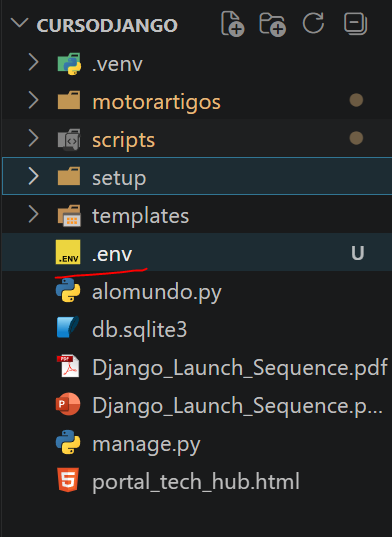 CURSODJANGO
.venv
motorartigos
scripts
setup
templates
.ENV .env U
alomundo.py
db.sqlite3
PDF Django_Launch_Sequence.pdf
P Django_Launch_Sequence.p...
manage.py
5 portal_tech_hub.html